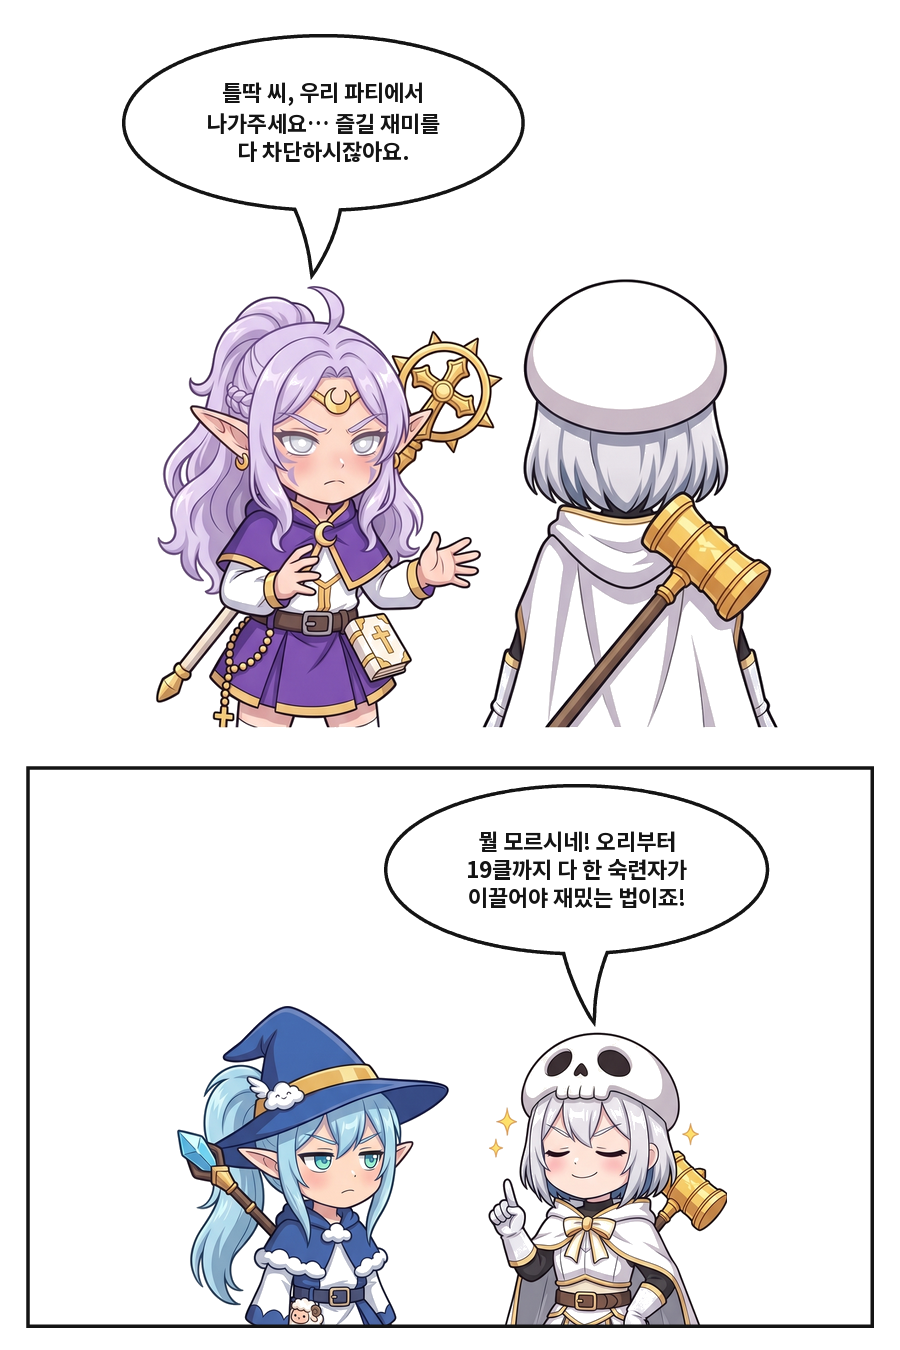 틀딱 씨, 우리 파티에서
나가주세요… 즐길 재미를
다 차단하시잖아요.
뭘 모르시네! 오리부터
19클까지 다 한 숙련자가
이끌어야 재밌는 법이죠!